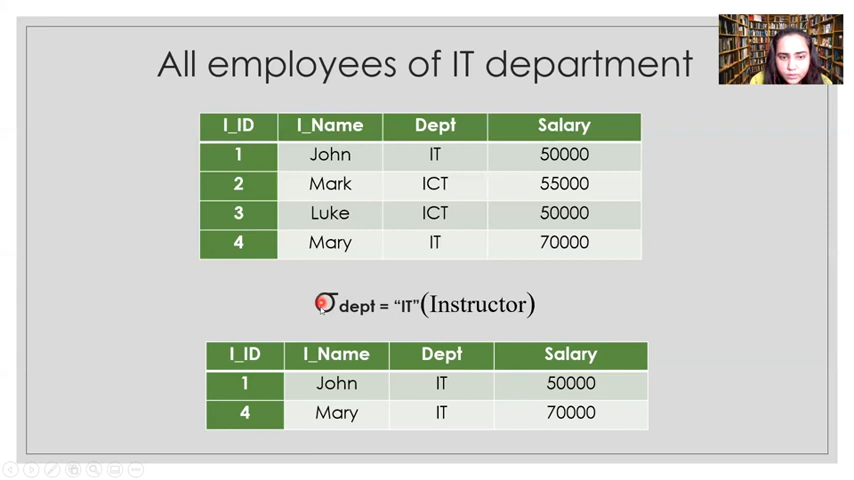 All employees of IT department
I_ID I_Name Dept Salary
1 John IT 50000
2 Mark ICT 55000
3 Luke ICT 50000
4 Mary IT 70000
σ dept = “IT”(Instructor)
I_ID I_Name Dept Salary
1 John IT 50000
4 Mary IT 70000